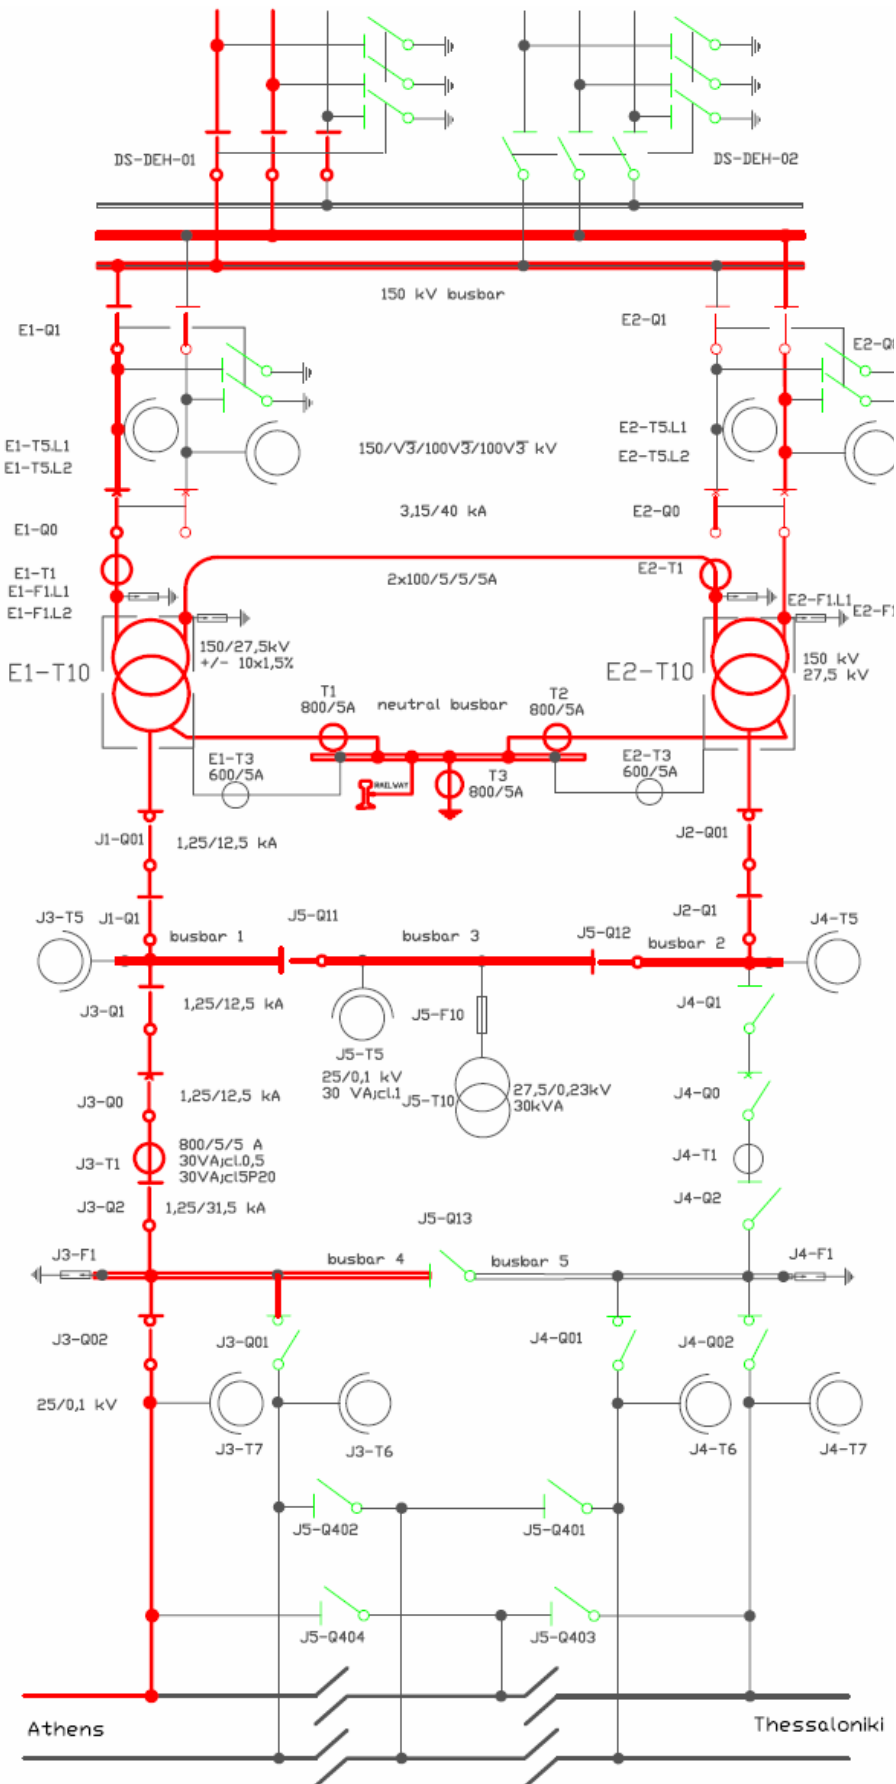 DS-DEH-01
DS-DEH-02
150 kV busbar
E1-Q1
E2-Q1
E1-T5.L1
E1-T5.L2
150/V3/100V3/100V3 kV
E2-T5.L1
E2-T5.L2
E1-Q0
3,15/40 kA
E2-Q0
E1-T1
E1-F1.L1
E1-F1.L2
2x100/5/5/5A
E2-T1
E2-F1.L1
E1-T10
150/27,5kV
+/- 10x1,5%
E2-T10
150 kV
27,5 kV
T1
800/5A
neutral busbar
T2
800/5A
E1-T3
600/5A
RAILWAY
T3
800/5A
E2-T3
600/5A
J1-Q01
1,25/12,5 kA
J2-Q01
J3-T5
J1-Q1
busbar 1
J5-Q11
busbar 3
J5-Q12
busbar 2
J2-Q1
J4-T5
J3-Q1
1,25/12,5 kA
J5-F10
J4-Q1
J5-T5
25/0,1 kV
30 VA;cl.1
J5-T10
27,5/0,23kV
30kVA
J3-Q0
1,25/12,5 kA
J4-Q0
J3-T1
800/5/5 A
30VA;cl.0,5
30VA;cl5P20
J4-T1
J3-Q2
1,25/31,5 kA
J5-Q13
J4-Q2
J3-F1
busbar 4
busbar 5
J4-F1
J3-Q02
J3-Q01
J4-Q01
J4-Q02
25/0,1 kV
J3-T7
J3-T6
J4-T6
J4-T7
J5-Q402
J5-Q401
J5-Q404
J5-Q403
Athens
Thessaloniki